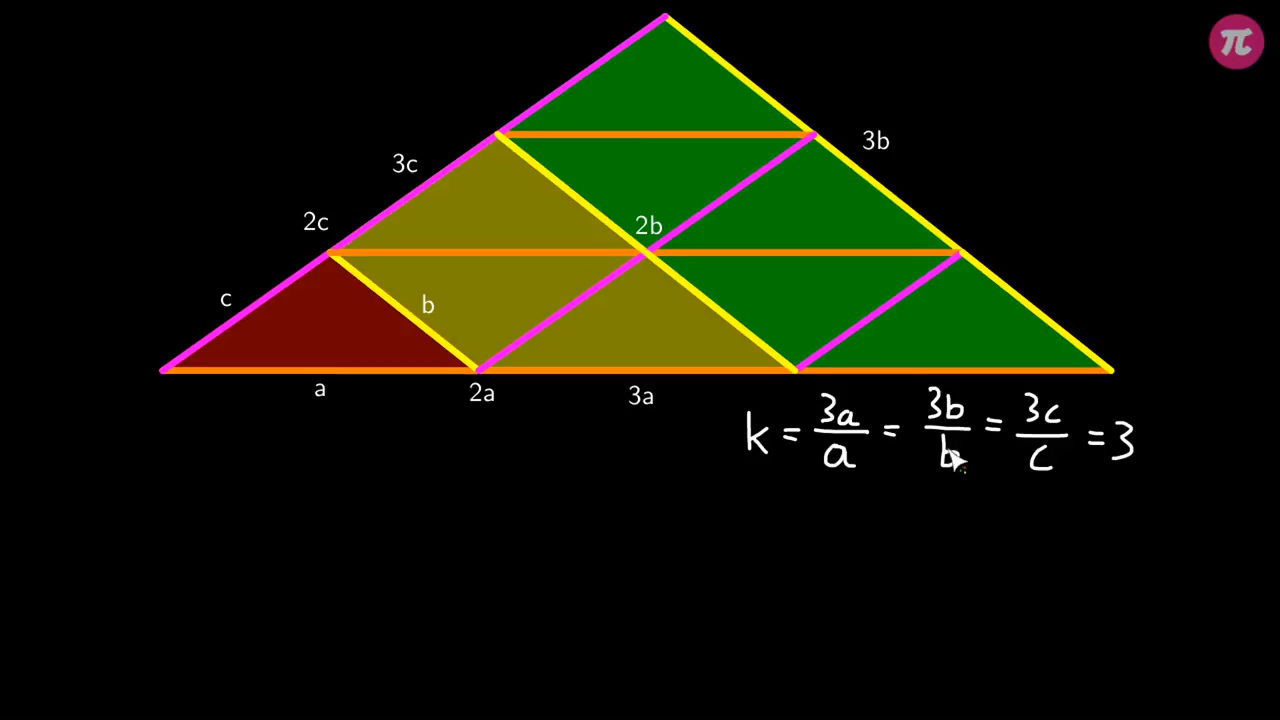 π
3b
3c
2c
2b
c
b
a
2a
3a
k = 3a/a = 3b/b = 3c/c = 3